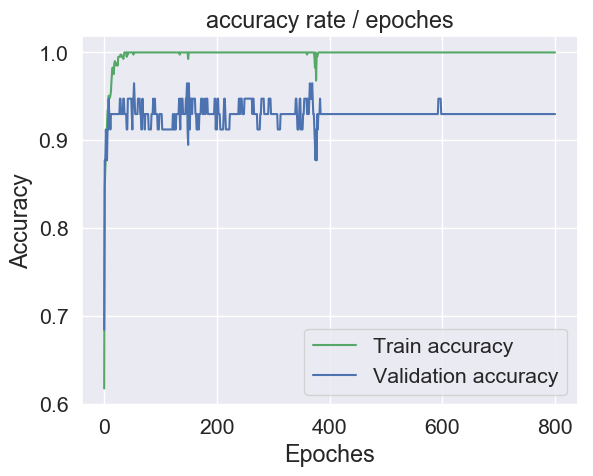 accuracy rate / epoches
1.0
0.9
0.8
0.7
0.6
Accuracy
Train accuracy
Validation accuracy
0 200 400 600 800
Epoches